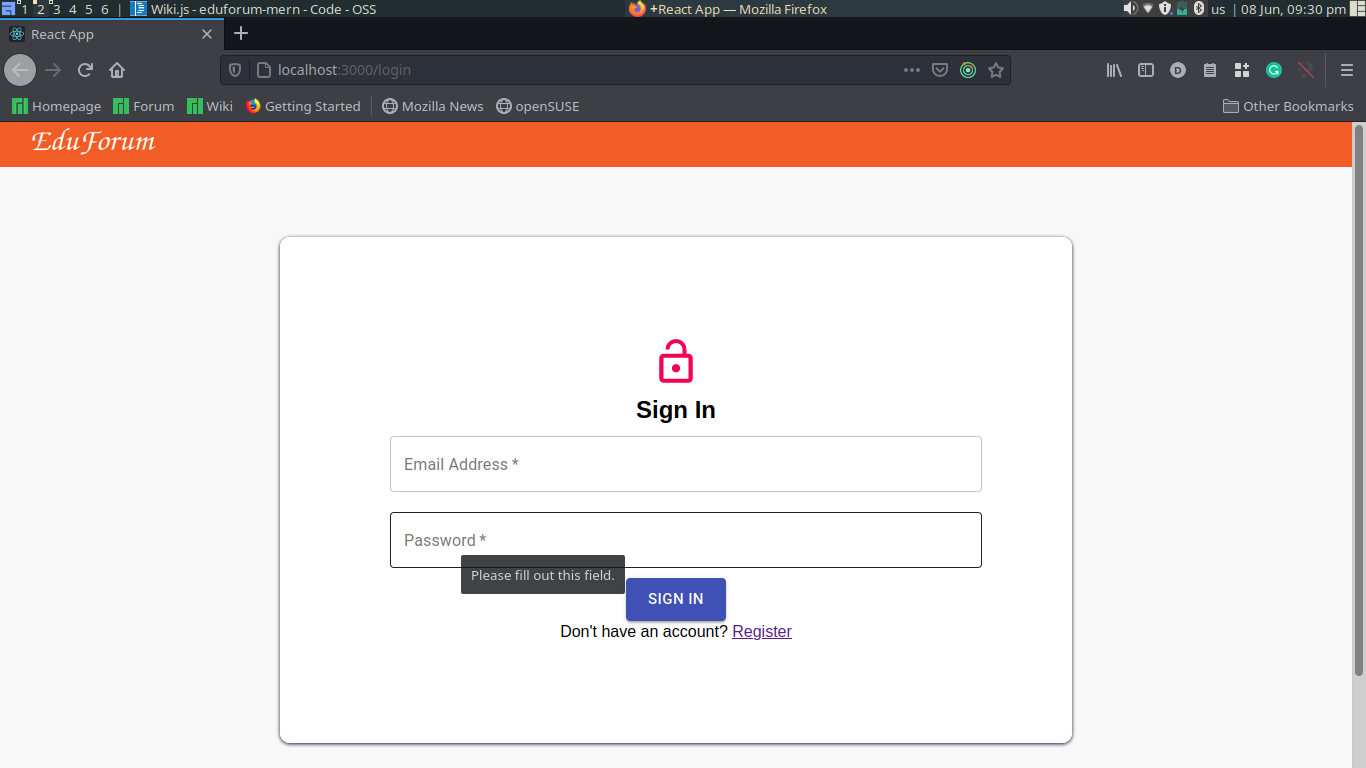 1 2 3 4 5 6 | Wiki.js - eduforum-mern - Code - OSS +React App — Mozilla Firefox us | 08 Jun, 09:30 pm
React App
localhost:3000/login
Homepage Forum Wiki Getting Started Mozilla News openSUSE Other Bookmarks
EduForum
Sign In
Email Address *
Password *
Please fill out this field.
SIGN IN
Don't have an account? Register